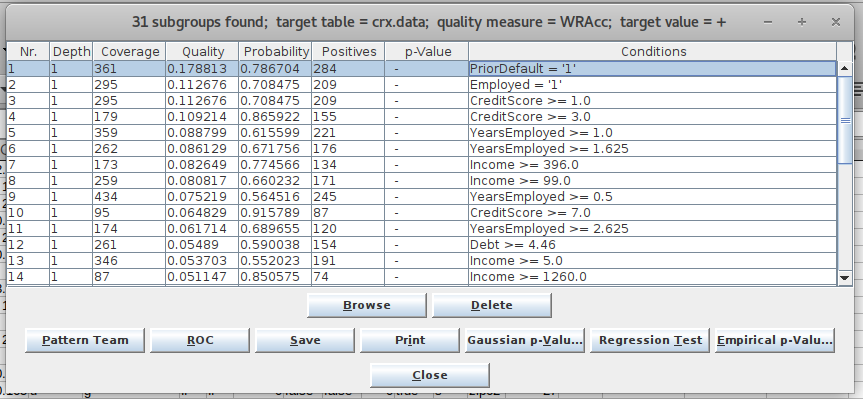 31 subgroups found; target table = crx.data; quality measure = WRAcc; target value = +
Nr. Depth Coverage Quality Probability Positives p-Value Conditions
1 1 361 0.178813 0.786704 284 - PriorDefault = '1'
2 1 295 0.112676 0.708475 209 - Employed = '1'
3 1 295 0.112676 0.708475 209 - CreditScore >= 1.0
4 1 179 0.109214 0.865922 155 - CreditScore >= 3.0
5 1 359 0.088799 0.615599 221 - YearsEmployed >= 1.0
6 1 262 0.086129 0.671756 176 - YearsEmployed >= 1.625
7 1 173 0.082649 0.774566 134 - Income >= 396.0
8 1 259 0.080817 0.660232 171 - Income >= 99.0
9 1 434 0.075219 0.564516 245 - YearsEmployed >= 0.5
10 1 95 0.064829 0.915789 87 - CreditScore >= 7.0
11 1 174 0.061714 0.689655 120 - YearsEmployed >= 2.625
12 1 261 0.05489 0.590038 154 - Debt >= 4.46
13 1 346 0.053703 0.552023 191 - Income >= 5.0
14 1 87 0.051147 0.850575 74 - Income >= 1260.0
Browse Delete
Pattern Team ROC Save Print Gaussian p-Valu... Regression Test Empirical p-Valu...
Close